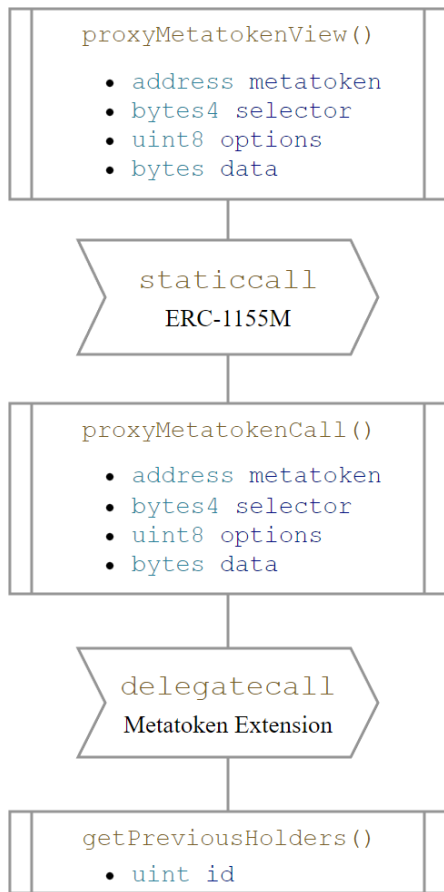 proxyMetatokenView()
• address metatoken
• bytes4 selector
• uint8 options
• bytes data
staticcall
ERC-1155M
proxyMetatokenCall()
• address metatoken
• bytes4 selector
• uint8 options
• bytes data
delegatecall
Metatoken Extension
getPreviousHolders()
• uint id